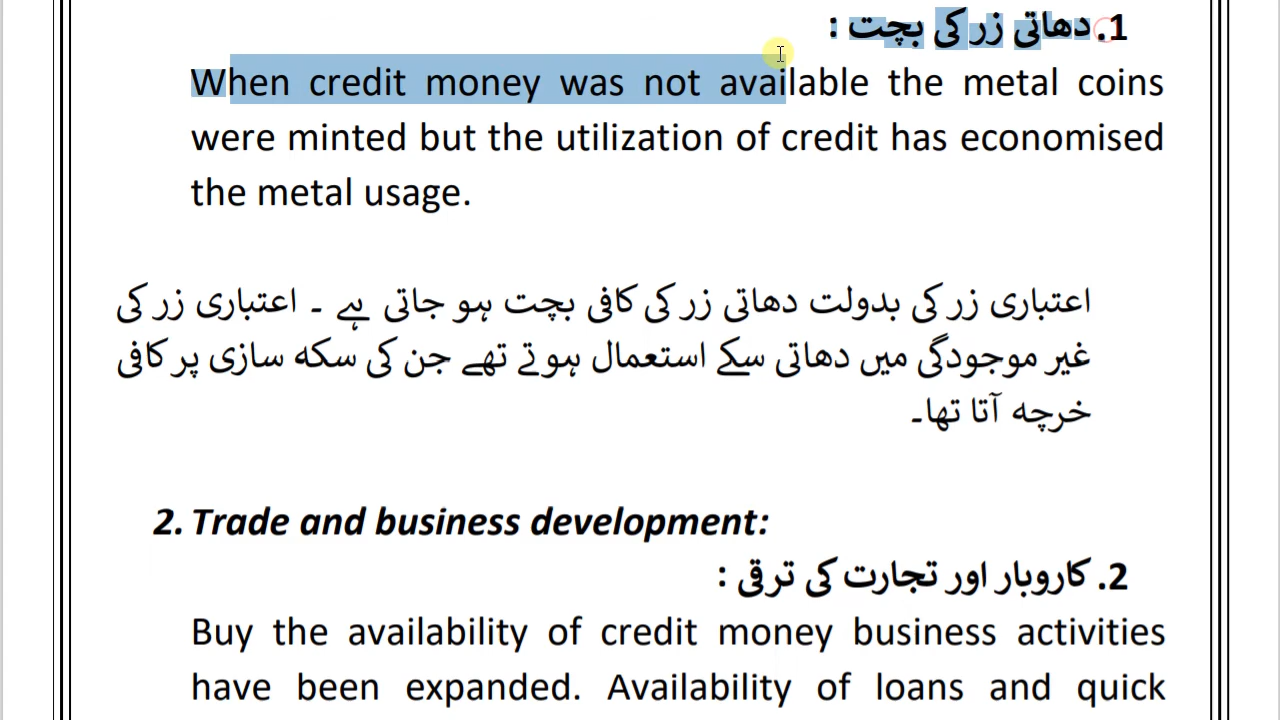 1. دھاتی زر کی بچت :
When credit money was not available the metal coins
were minted but the utilization of credit has economised
the metal usage.
اعتباری زر کی بدولت دھاتی زر کی کافی بچت ہو جاتی ہے ۔ اعتباری زر کی
غیر موجودگی میں دھاتی سکے استعمال ہوتے تھے جن کی سکہ سازی پر کافی
خرچہ آتا تھا۔
2. Trade and business development:
2. کاروبار اور تجارت کی ترقی :
Buy the availability of credit money business activities
have been expanded. Availability of loans and quick